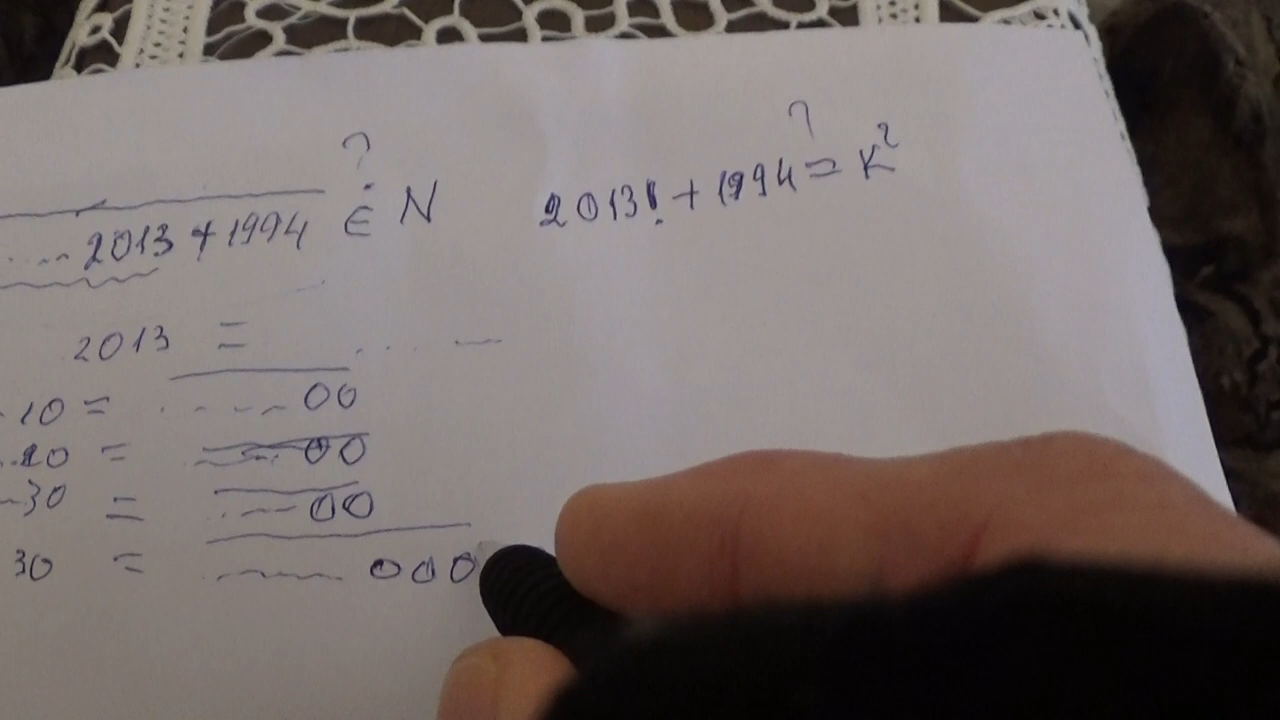 ..... 2013 + 1994 ∈ N ?
2013! + 1994 = K² ?
2013 = .... —
10 = ..... 00
20 = ..... 00
30 = ..... 00
30 = ..... 000